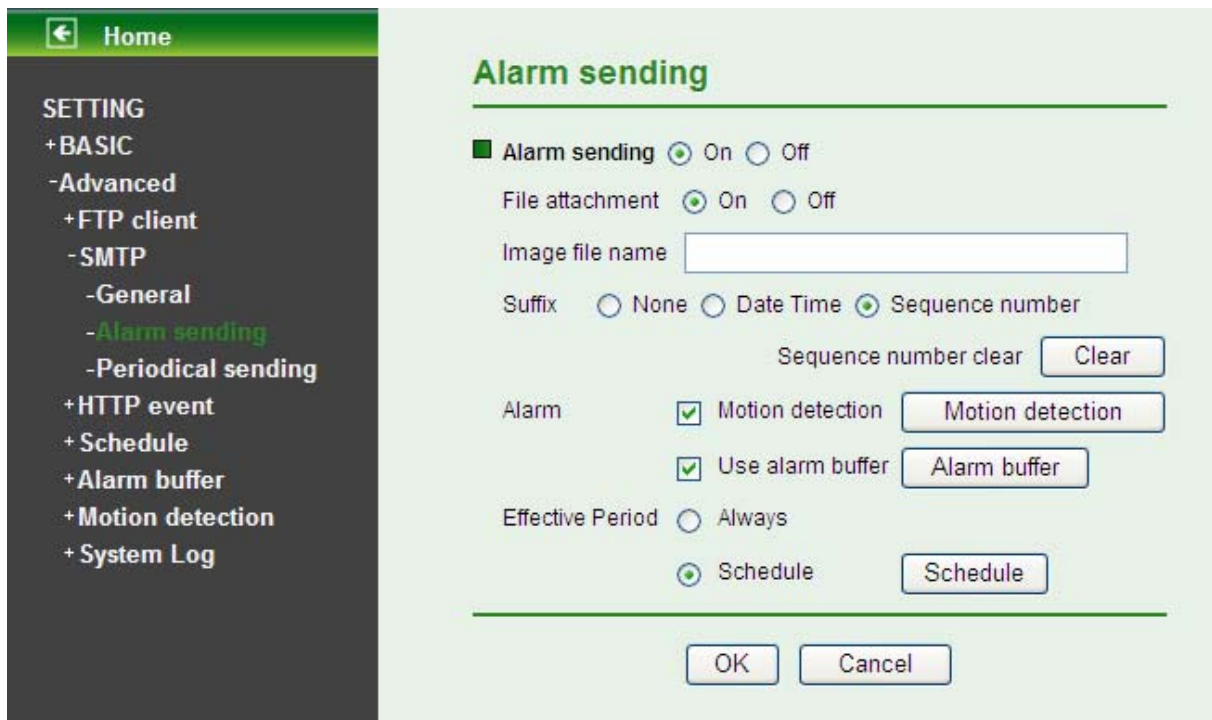 Home
SETTING
+BASIC
-Advanced
+FTP client
-SMTP
-General
-Alarm sending
-Periodical sending
+HTTP event
+Schedule
+Alarm buffer
+Motion detection
+System Log
Alarm sending
Alarm sending On Off
File attachment On Off
Image file name
Suffix None Date Time Sequence number
Sequence number clear Clear
Alarm Motion detection Motion detection
Use alarm buffer Alarm buffer
Effective Period Always
Schedule Schedule
OK Cancel